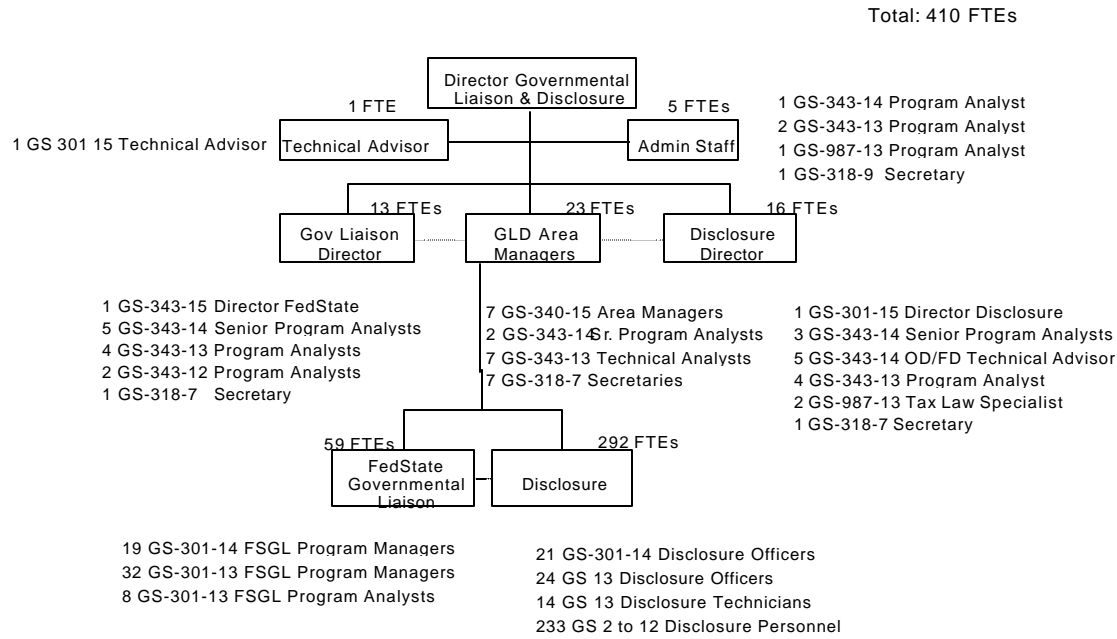 Total: 410 FTEs
Director Governmental
Liaison & Disclosure
1 FTE
5 FTEs
1 GS 301 15 Technical Advisor
Technical Advisor
Admin Staff
1 GS-343-14 Program Analyst
2 GS-343-13 Program Analyst
1 GS-987-13 Program Analyst
1 GS-318-9 Secretary
13 FTEs
23 FTEs
16 FTEs
Gov Liaison
Director
GLD Area
Managers
Disclosure
Director
1 GS-343-15 Director FedState
5 GS-343-14 Senior Program Analysts
4 GS-343-13 Program Analysts
2 GS-343-12 Program Analysts
1 GS-318-7 Secretary
7 GS-340-15 Area Managers
2 GS-343-14 Sr. Program Analysts
7 GS-343-13 Technical Analysts
7 GS-318-7 Secretaries
1 GS-301-15 Director Disclosure
3 GS-343-14 Senior Program Analysts
5 GS-343-14 OD/FD Technical Advisor
4 GS-343-13 Program Analyst
2 GS-987-13 Tax Law Specialist
1 GS-318-7 Secretary
59 FTEs
292 FTEs
FedState
Governmental
Liaison
Disclosure
19 GS-301-14 FSGL Program Managers
32 GS-301-13 FSGL Program Managers
8 GS-301-13 FSGL Program Analysts
21 GS-301-14 Disclosure Officers
24 GS 13 Disclosure Officers
14 GS 13 Disclosure Technicians
233 GS 2 to 12 Disclosure Personnel